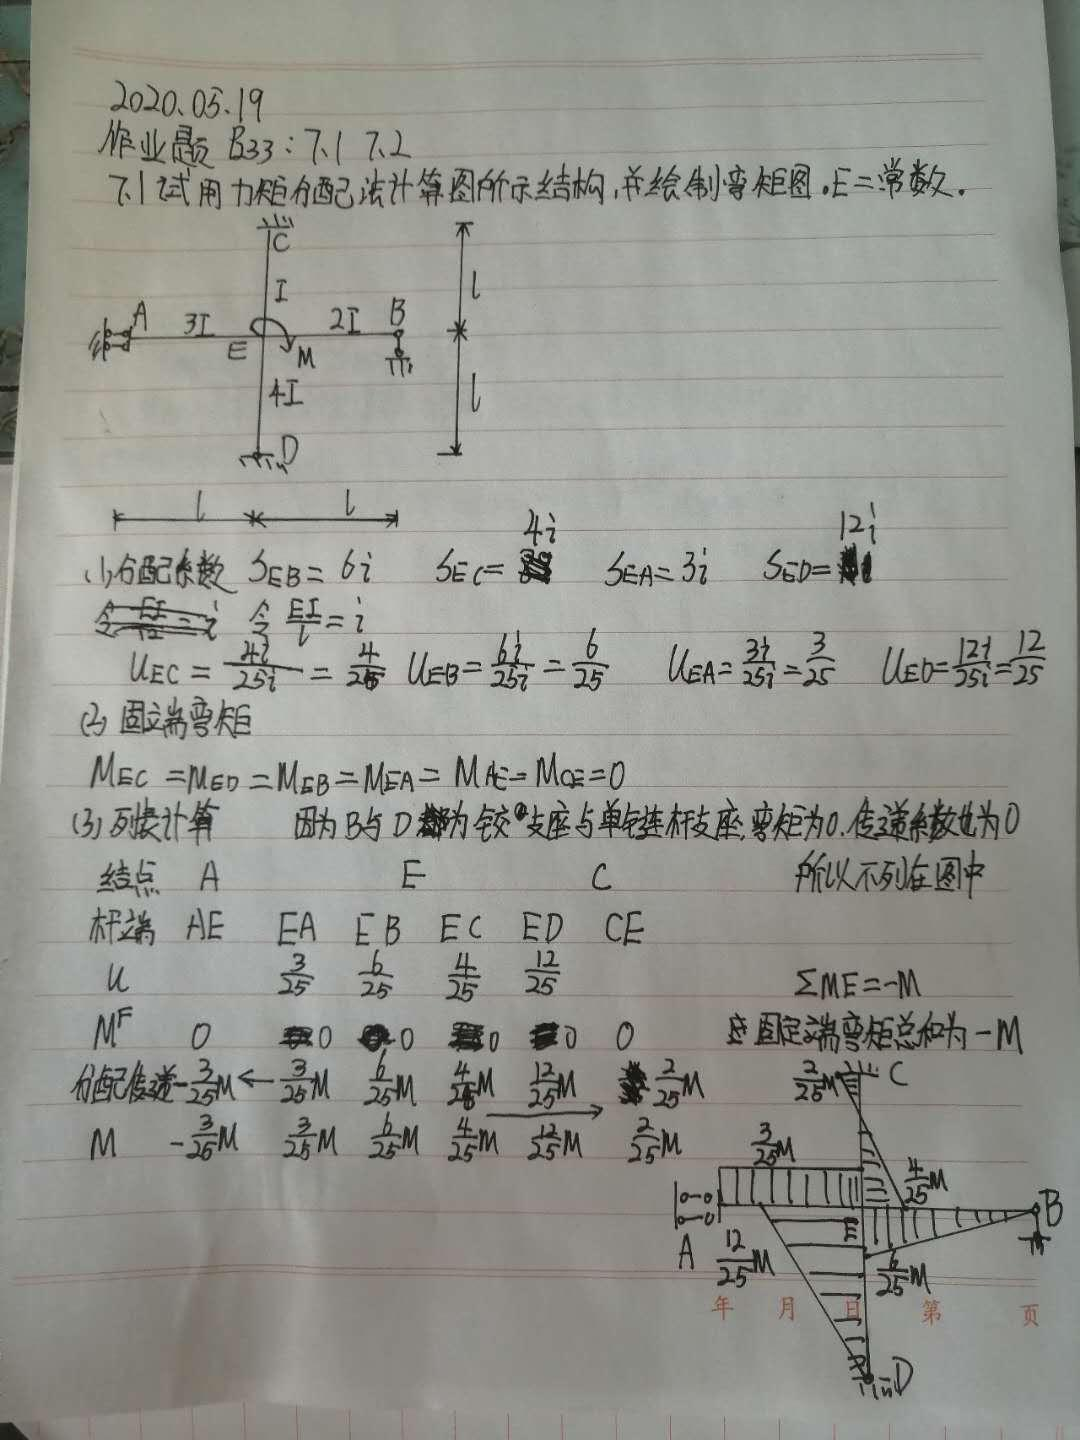 2020.05.19
作业题 B33: 7.1 7.2
7.1 试用力矩分配法计算图所示结构,并绘制弯矩图。E=常数。
C
I
l
A 3I 2I B
E M
4I
l
D
l l
4i 12i
(1)分配系数 SEB=6i SEC= SEA=3i SED=
令 EI/l=i
UEC=4i/25i=4/25 UEB=6i/25i=6/25 UEA=3i/25i=3/25 UED=12i/25i=12/25
(2) 固端弯矩
MEC=MED=MEB=MEA=MAE=MCE=0
(3)列表计算 因为B与D为铰支座与单链杆支座,弯矩为0.传递系数也为0
结点 A E C 所以不列在图中
杆端 AE EA EB EC ED CE
U 3/25 6/25 4/25 12/25 ΣME=-M
M^F 0 0 0 0 0 0 固定端弯矩总和为-M
分配传递 -3/25M ← 3/25M 6/25M 4/25M 12/25M → 2/25M
M -3/25M 3/25M 6/25M 4/25M 12/25M 2/25M
2/25M C
3/25M
4/25M
B
E
A 12/25M
6/25M
年 月 日 第 页
D